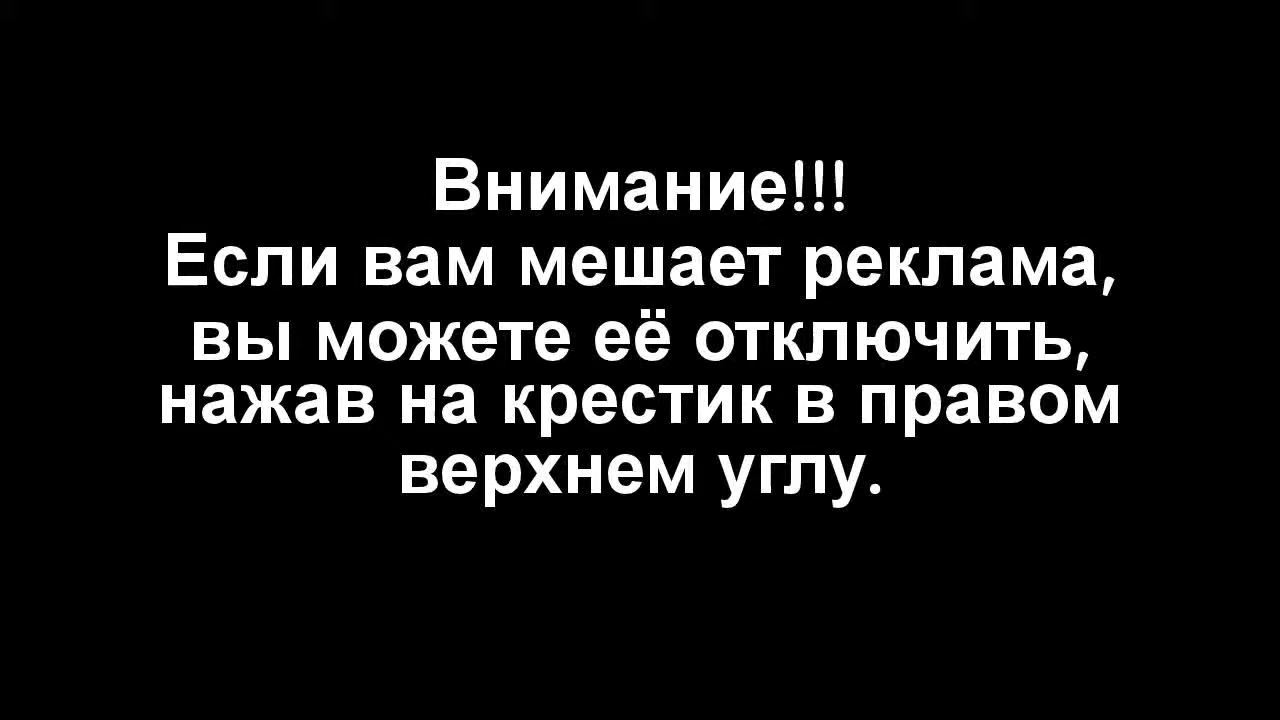 Внимание!!!
Если вам мешает реклама,
вы можете её отключить,
нажав на крестик в правом
верхнем углу.